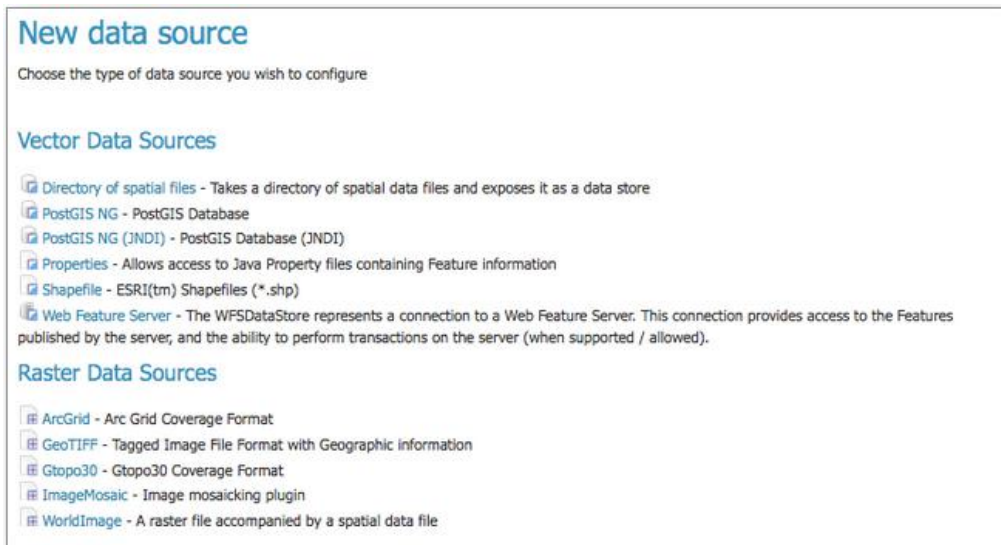 New data source
Choose the type of data source you wish to configure
Vector Data Sources
Directory of spatial files - Takes a directory of spatial data files and exposes it as a data store
PostGIS NG - PostGIS Database
PostGIS NG (JNDI) - PostGIS Database (JNDI)
Properties - Allows access to Java Property files containing Feature information
Shapefile - ESRI(tm) Shapefiles (*.shp)
Web Feature Server - The WFSDataStore represents a connection to a Web Feature Server. This connection provides access to the Features
published by the server, and the ability to perform transactions on the server (when supported / allowed).
Raster Data Sources
ArcGrid - Arc Grid Coverage Format
GeoTIFF - Tagged Image File Format with Geographic information
Gtopo30 - Gtopo30 Coverage Format
ImageMosaic - Image mosaicking plugin
WorldImage - A raster file accompanied by a spatial data file